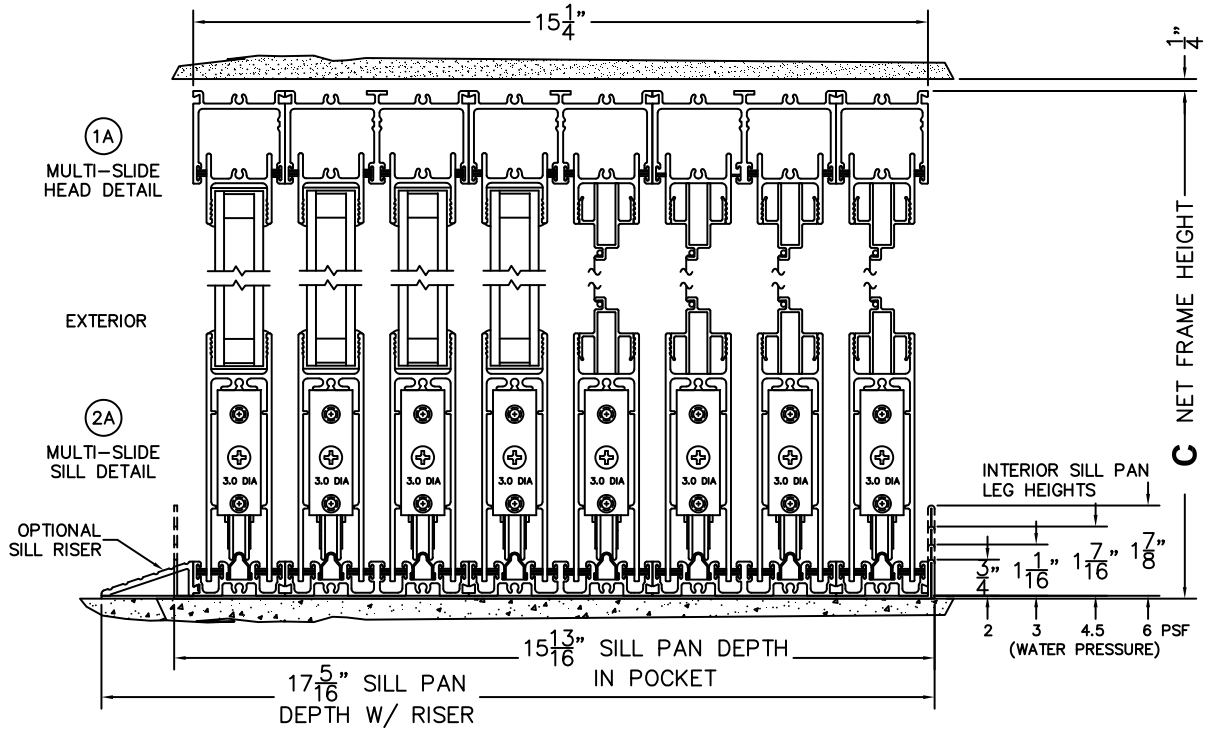 15 1/4"
1/4
1A
MULTI-SLIDE
HEAD DETAIL
EXTERIOR
C NET FRAME HEIGHT
2A
MULTI-SLIDE
SILL DETAIL
3.0 DIA 3.0 DIA 3.0 DIA 3.0 DIA 3.0 DIA 3.0 DIA 3.0 DIA 3.0 DIA
INTERIOR SILL PAN
LEG HEIGHTS
OPTIONAL
SILL RISER
3/4" 1 1/16" 1 7/16" 1 7/8"
2 3 4.5 6 PSF
(WATER PRESSURE)
15 13/16" SILL PAN DEPTH
IN POCKET
17 5/16" SILL PAN
DEPTH W/ RISER